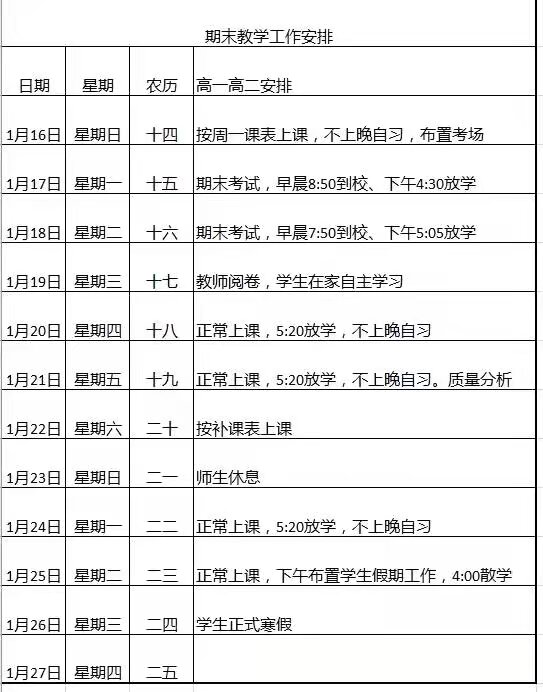 期末教学工作安排
日期 星期 农历 高一高二安排
1月16日 星期日 十四 按周一课表上课，不上晚自习，布置考场
1月17日 星期一 十五 期末考试，早晨8:50到校、下午4:30放学
1月18日 星期二 十六 期末考试，早晨7:50到校、下午5:05放学
1月19日 星期三 十七 教师阅卷，学生在家自主学习
1月20日 星期四 十八 正常上课，5:20放学，不上晚自习
1月21日 星期五 十九 正常上课，5:20放学，不上晚自习。质量分析
1月22日 星期六 二十 按补课表上课
1月23日 星期日 二一 师生休息
1月24日 星期一 二二 正常上课，5:20放学，不上晚自习
1月25日 星期二 二三 正常上课，下午布置学生假期工作，4:00散学
1月26日 星期三 二四 学生正式寒假
1月27日 星期四 二五